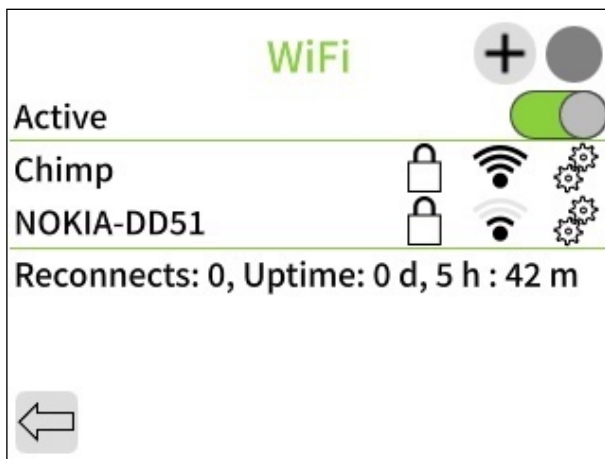 WiFi
Active
Chimp
NOKIA-DD51
Reconnects: 0, Uptime: 0 d, 5 h : 42 m